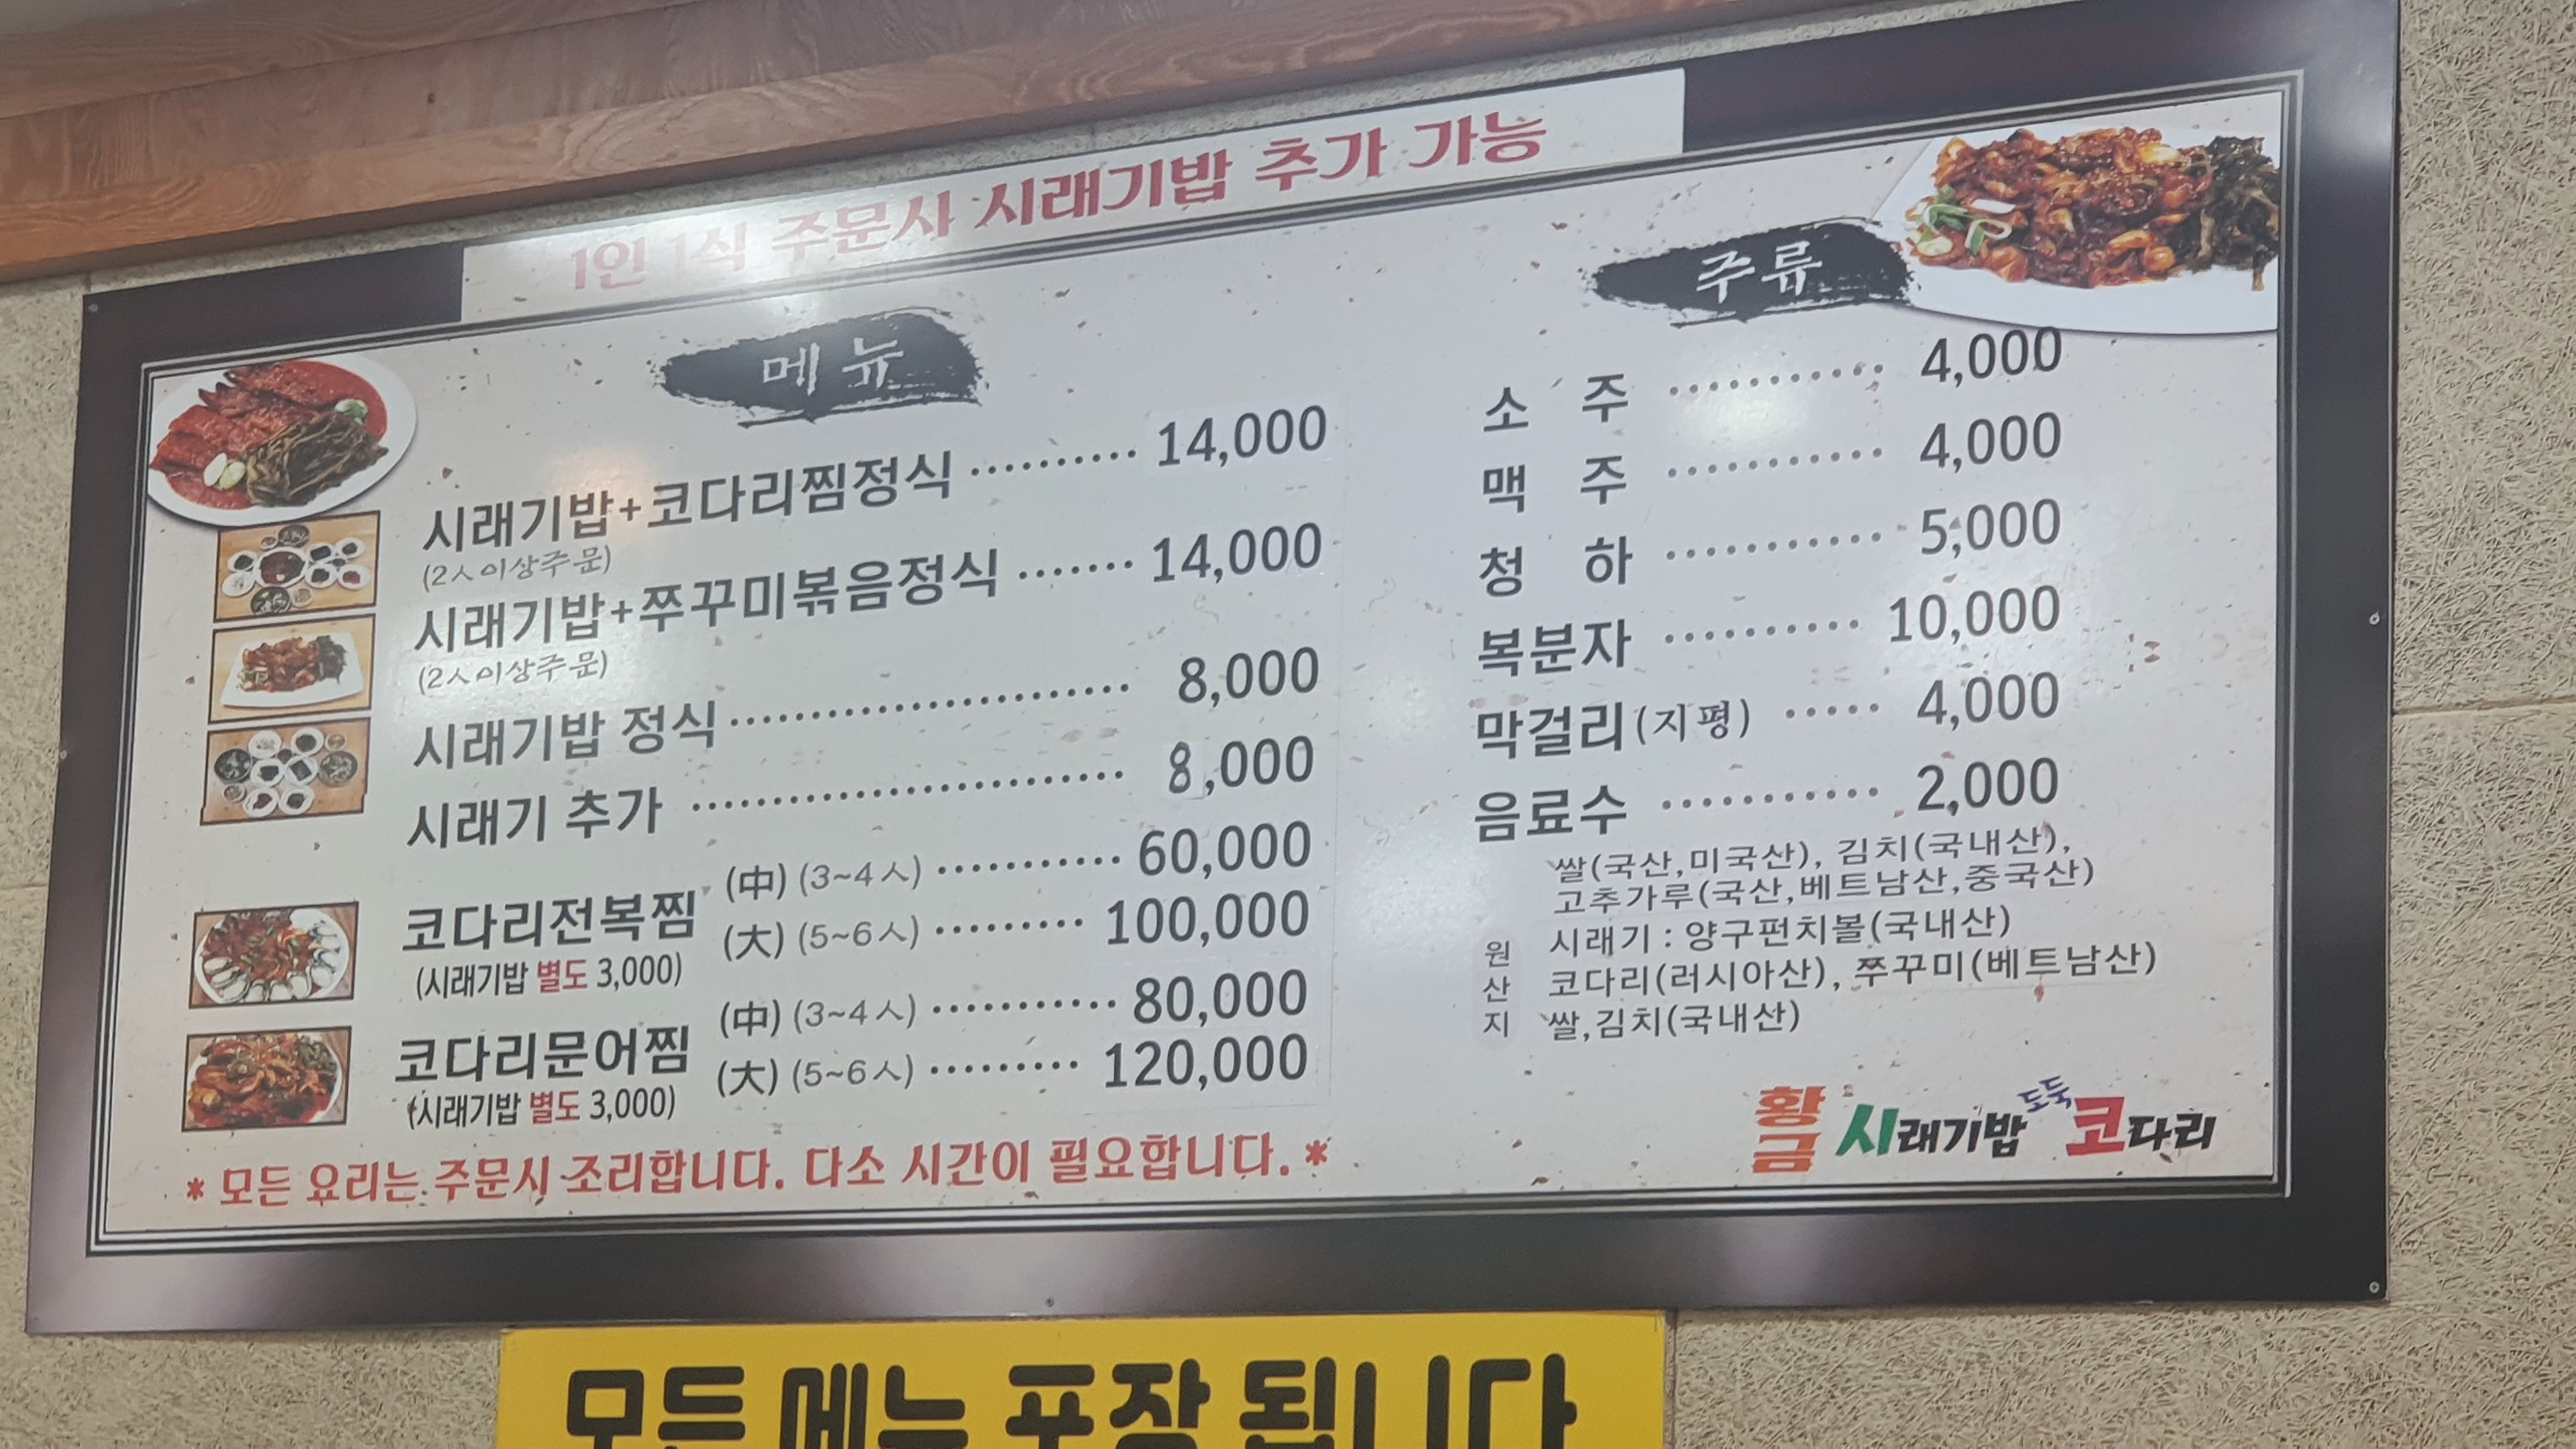 1인 1식 주문사 시래기밥 추가 가능
메뉴
시래기밥+코다리찜정식 ·········· 14,000
(2人이상주문)
시래기밥+쭈꾸미볶음정식 ······· 14,000
(2人이상주문)
시래기밥 정식 ························ 8,000
시래기 추가 ·························· 8,000
코다리전복찜 (中) (3~4人) ··········· 60,000
(大) (5~6人) ········· 100,000
(시래기밥 별도 3,000)
코다리문어찜 (中) (3~4人) ··········· 80,000
(大) (5~6人) ········· 120,000
(시래기밥 별도 3,000)
* 모든 요리는 주문시 조리합니다. 다소 시간이 필요합니다. *
주류
소 주 ··········· 4,000
맥 주 ··········· 4,000
청 하 ··········· 5,000
복분자 ·········· 10,000
막걸리(지평) ····· 4,000
음료수 ··········· 2,000
원산지
쌀(국산,미국산), 김치(국내산),
고추가루(국산,베트남산,중국산)
시래기 : 양구펀치볼(국내산)
코다리(러시아산), 쭈꾸미(베트남산)
쌀,김치(국내산)
황금 시래기밥 도둑 코다리
모든 메뉴 포장 됩니다